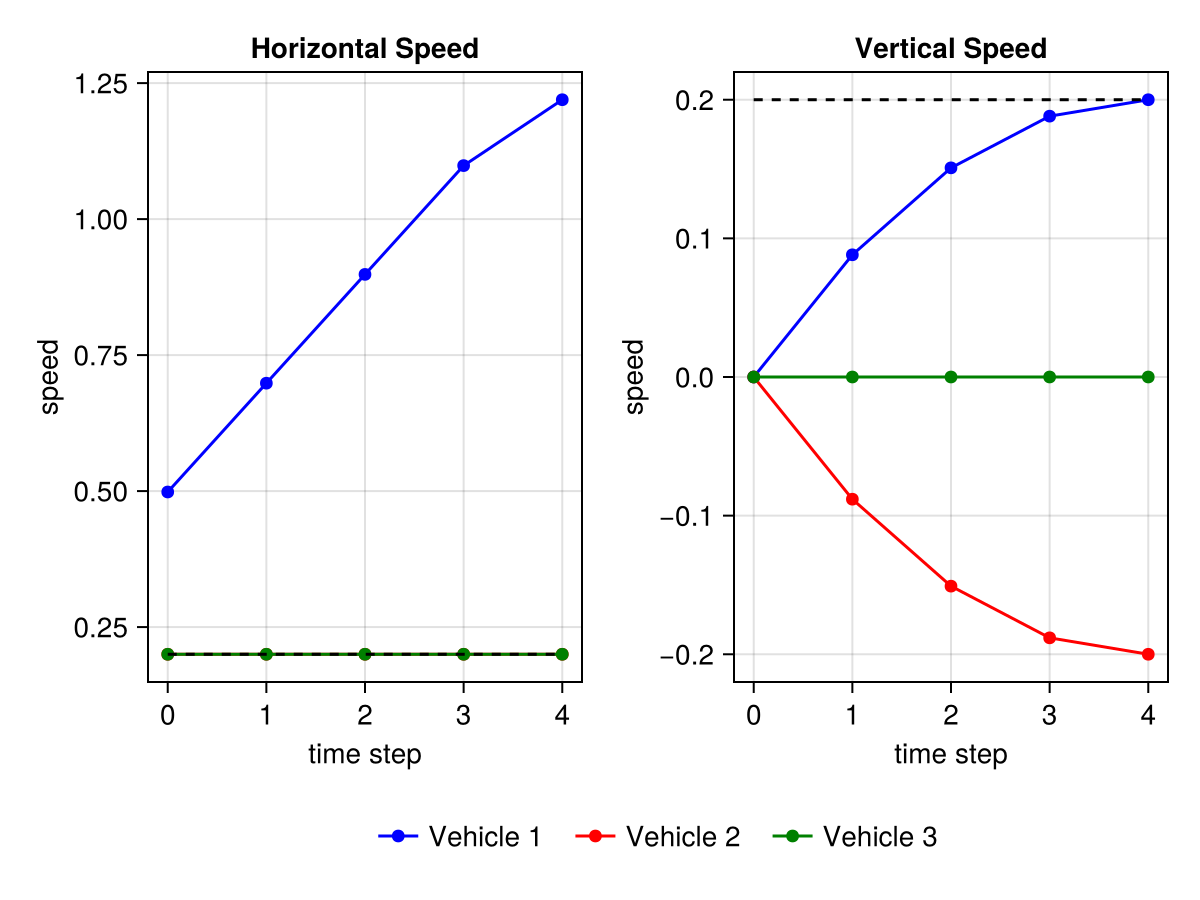 Horizontal Speed
1.25
1.00
0.75
0.50
0.25
speed
0 1 2 3 4
time step
Vertical Speed
0.2
0.1
0.0
−0.1
−0.2
speed
0 1 2 3 4
time step
Vehicle 1 Vehicle 2 Vehicle 3